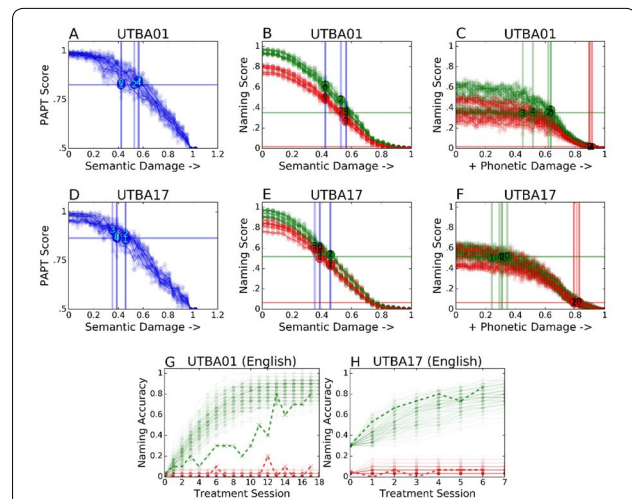 A UTBA01
B UTBA01
C UTBA01
PAPT Score
1
.75
.5
0 0.2 0.4 0.6 0.8 1 1.2
Semantic Damage ->
Naming Score
1
.8
.6
.4
.2
0
0 0.2 0.4 0.6 0.8 1
Semantic Damage ->
Naming Score
1
.8
.6
.4
.2
0
0 0.2 0.4 0.6 0.8 1
+ Phonetic Damage ->
D UTBA17
E UTBA17
F UTBA17
PAPT Score
1
.75
.5
0 0.2 0.4 0.6 0.8 1 1.2
Semantic Damage ->
Naming Score
1
.8
.6
.4
.2
0
0 0.2 0.4 0.6 0.8 1
Semantic Damage ->
Naming Score
1
.8
.6
.4
.2
0
0 0.2 0.4 0.6 0.8 1
+ Phonetic Damage ->
G UTBA01 (English)
H UTBA17 (English)
Naming Accuracy
1
0.8
0.6
0.4
0.2
0
0 2 4 6 8 10 12 14 16 18
Treatment Session
Naming Accuracy
1
0.8
0.6
0.4
0.2
0
0 1 2 3 4 5 6 7
Treatment Session